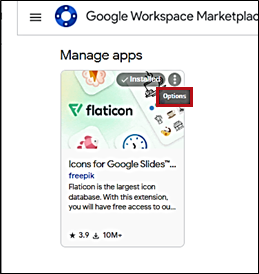 Google Workspace Marketplac
Manage apps
Installed
Options
flaticon
Icons for Google Slides™...
freepik
Flaticon is the largest icon
database. With this extension,
you will have free access to ou...
3.9 10M+